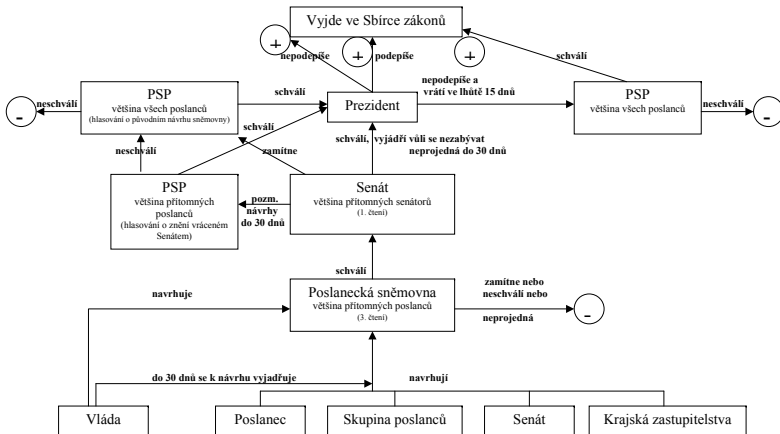 Vyjde ve Sbírce zákonů
+
+
+
nepodepíše
podepíše
schválí
PSP
většina všech poslanců
(hlasování o původním návrhu sněmovny)
neschválí
-
schválí
Prezident
nepodepíše a
vrátí ve lhůtě 15 dnů
PSP
většina všech poslanců
neschválí
-
schválí
neschválí
zamítne
schválí, vyjádří vůli se nezabývat
neprojedná do 30 dnů
PSP
většina přítomných
poslanců
(hlasování o znění vráceném
Senátem)
pozm.
návrhy
do 30 dnů
Senát
většina přítomných senátorů
(1. čtení)
schválí
navrhuje
Poslanecká sněmovna
většina přítomných poslanců
(3. čtení)
zamítne nebo
neschválí nebo
neprojedná
-
do 30 dnů se k návrhu vyjadřuje
navrhují
Vláda
Poslanec
Skupina poslanců
Senát
Krajská zastupitelstva